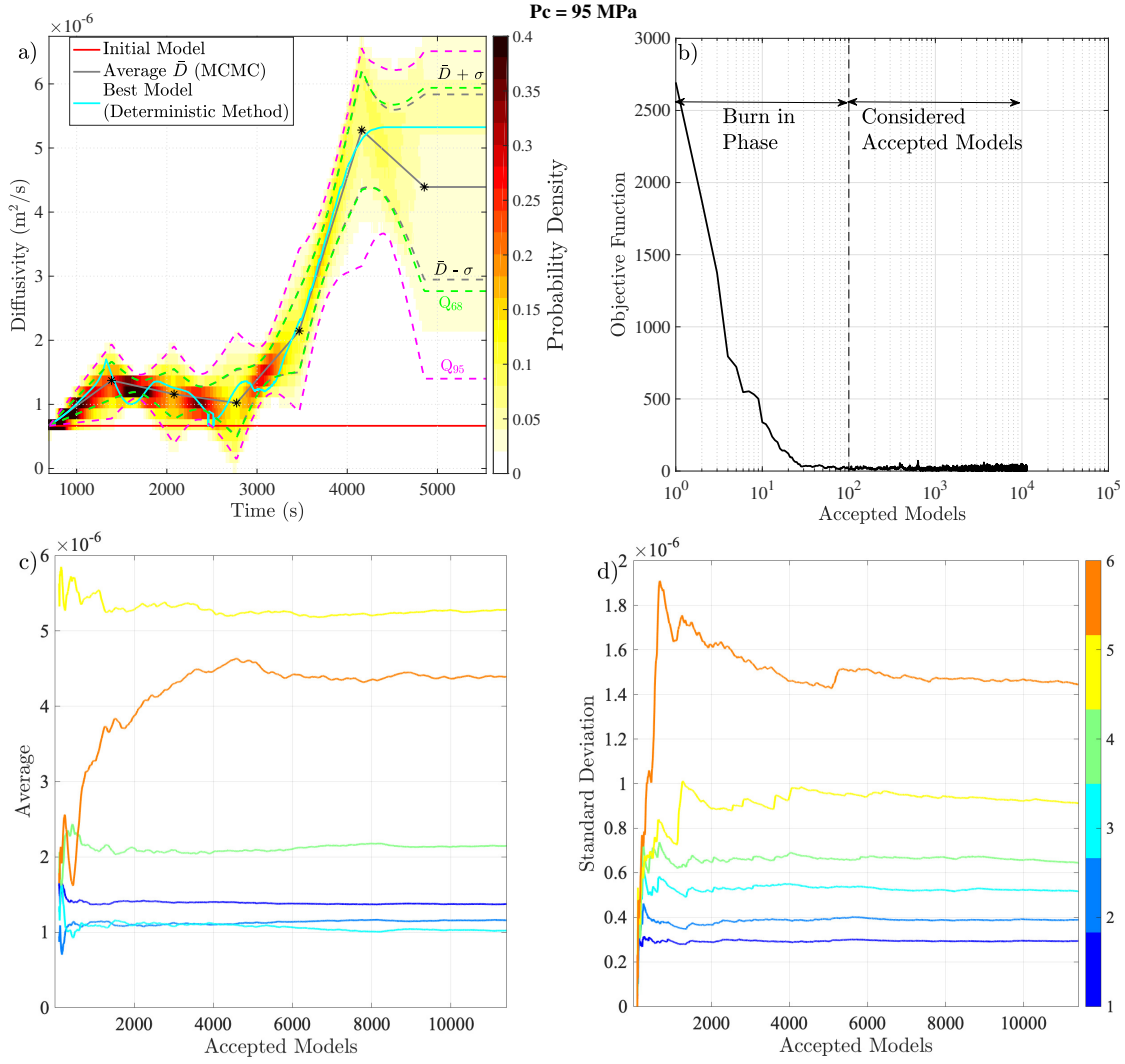 Pc = 95 MPa
a)
×10⁻⁶
Initial Model
Average D̄ (MCMC)
Best Model
(Deterministic Method)
D̄ + σ
D̄ - σ
Q₆₈
Q₉₅
Diffusivity (m²/s)
0
1
2
3
4
5
6
1000
2000
3000
4000
5000
Time (s)
0.4
0.35
0.3
0.25
0.2
0.15
0.1
0.05
0
Probability Density
b)
Burn in
Phase
Considered
Accepted Models
Objective Function
3000
2500
2000
1500
1000
500
0
10⁰
10¹
10²
10³
10⁴
10⁵
Accepted Models
c)
×10⁻⁶
Average
6
5
4
3
2
1
0
2000
4000
6000
8000
10000
Accepted Models
d)
×10⁻⁶
Standard Deviation
2
1.8
1.6
1.4
1.2
1
0.8
0.6
0.4
0.2
0
2000
4000
6000
8000
10000
Accepted Models
6
5
4
3
2
1